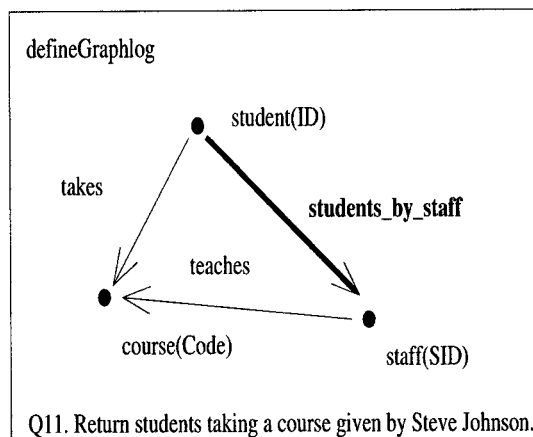 defineGraphlog
student(ID)
takes
students_by_staff
teaches
course(Code)
staff(SID)
Q11. Return students taking a course given by Steve Johnson.